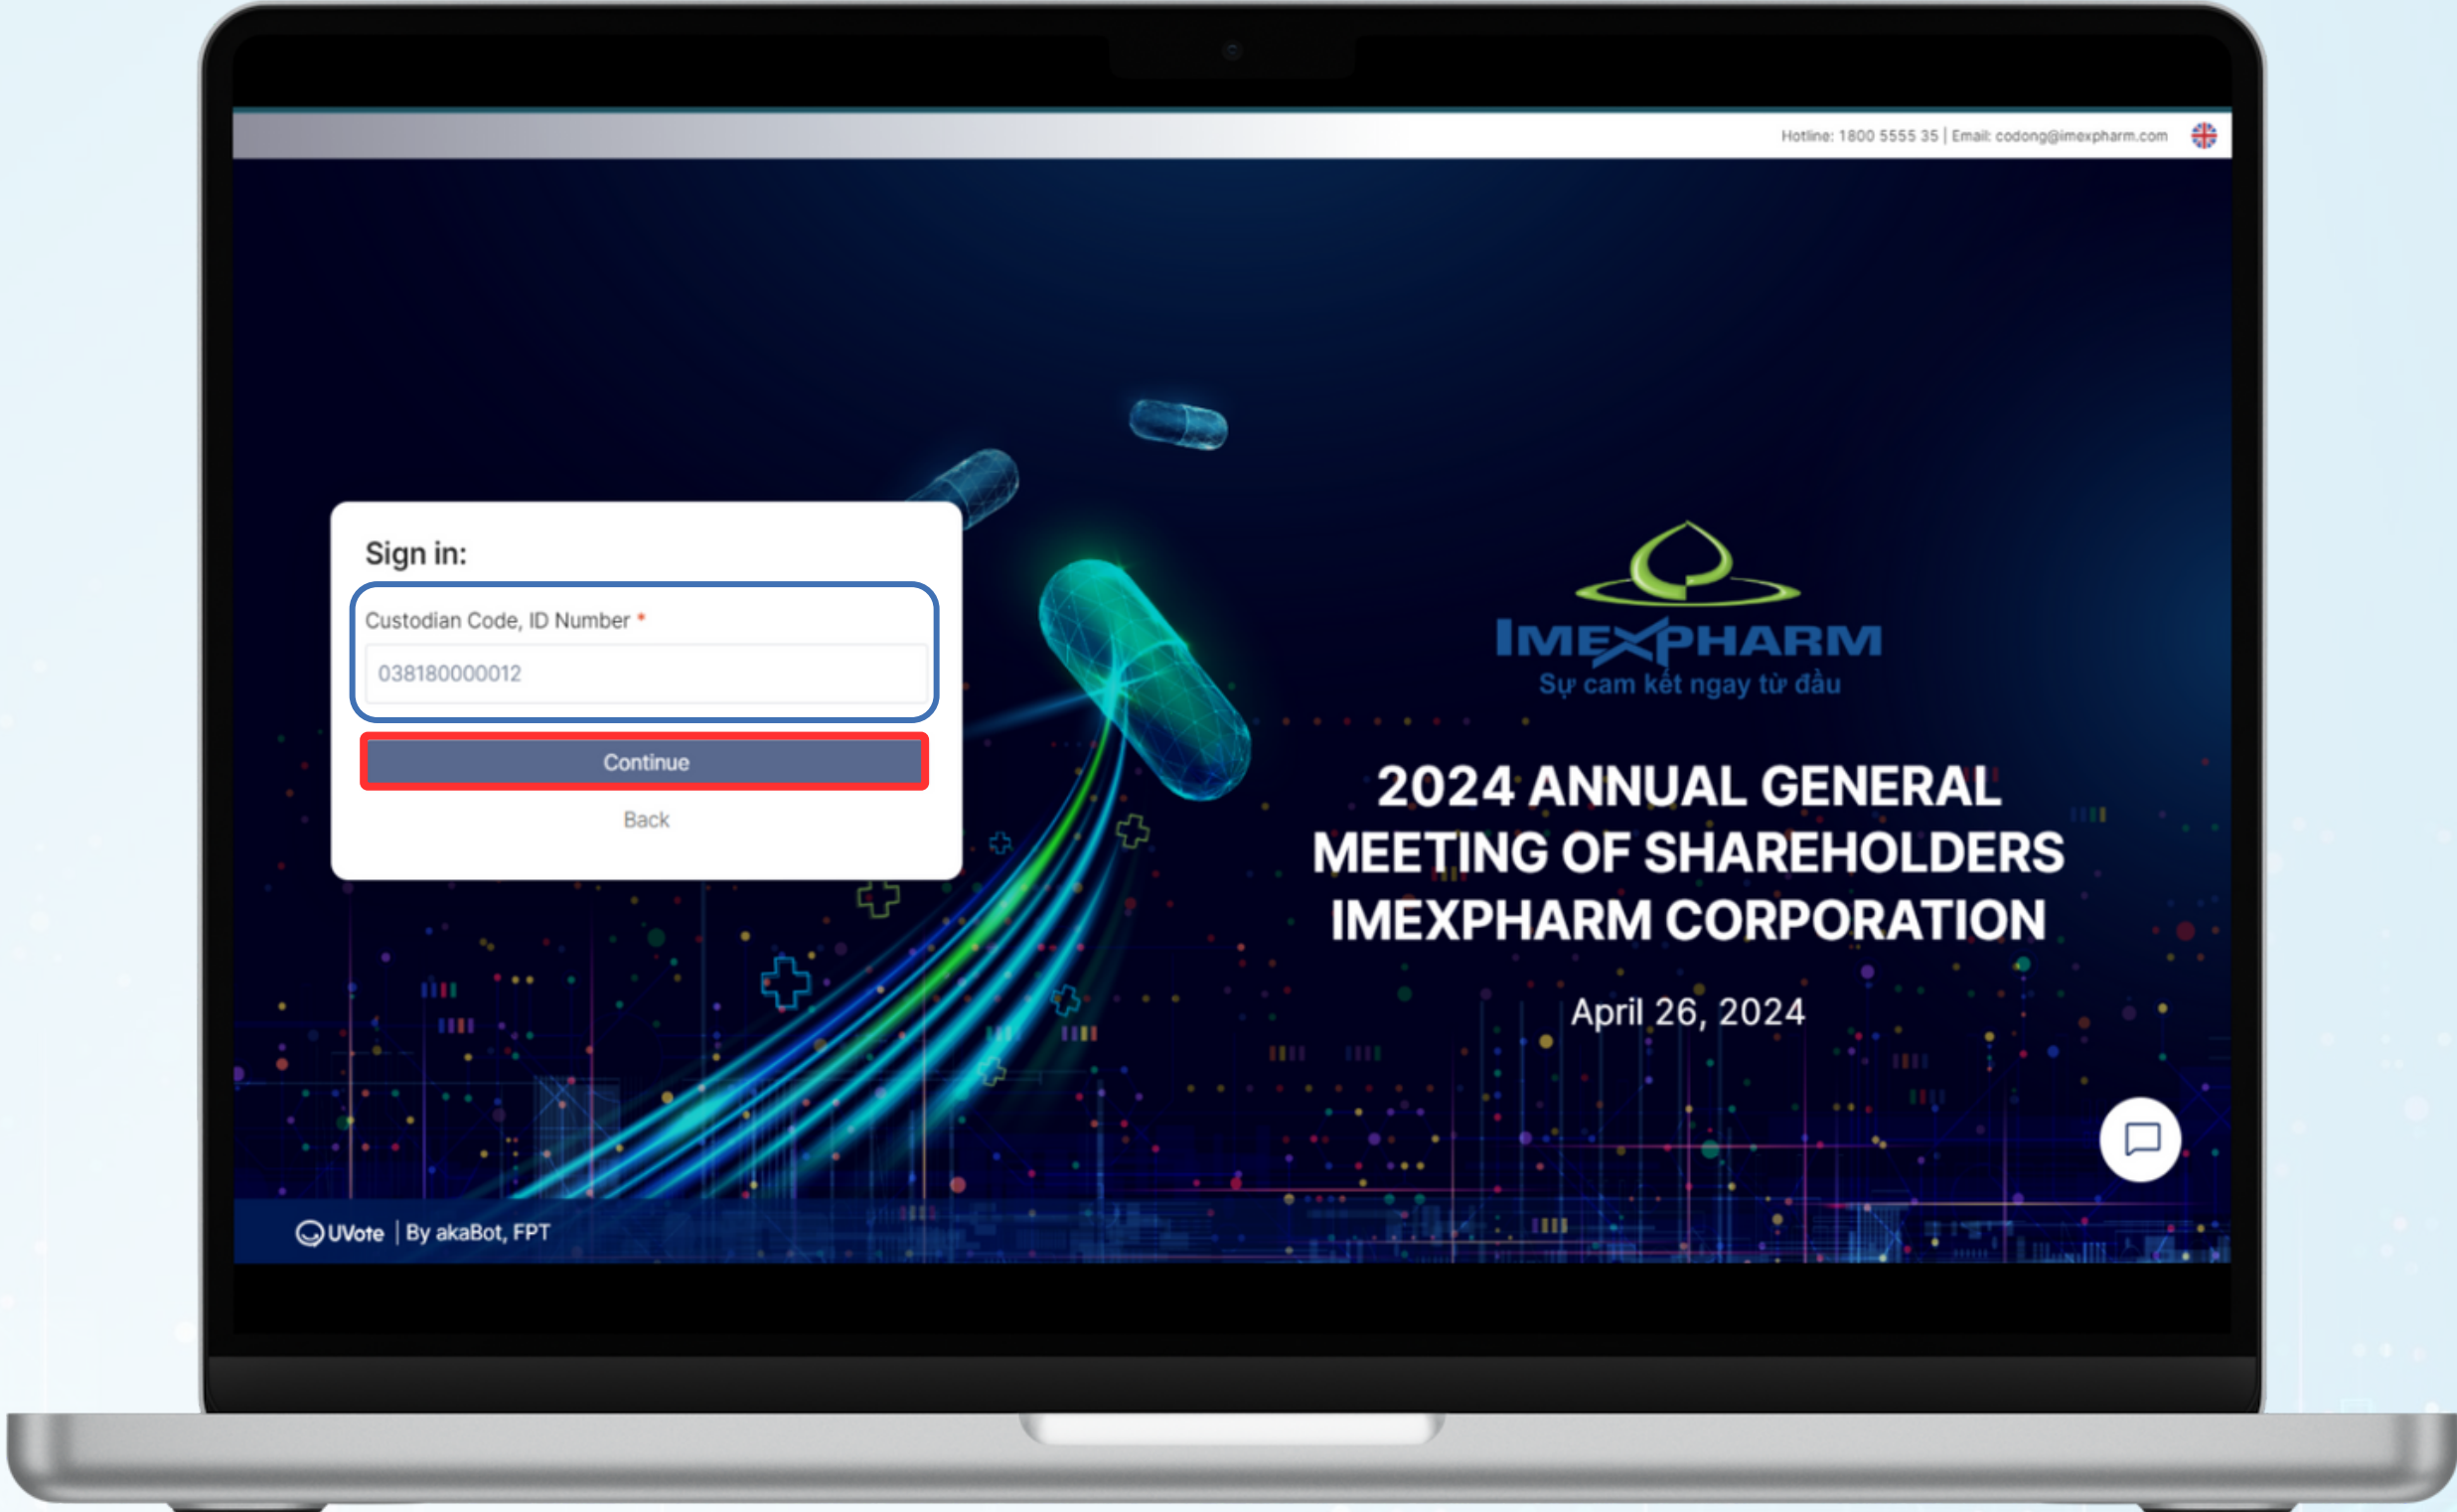 Hotline: 1800 5555 35 | Email: codong@imexpharm.com
Sign in:
Custodian Code, ID Number *
038180000012
Continue
Back
IMEXPHARM
Sự cam kết ngay từ đầu
2024 ANNUAL GENERAL
MEETING OF SHAREHOLDERS
IMEXPHARM CORPORATION
April 26, 2024
UVote | By akaBot, FPT